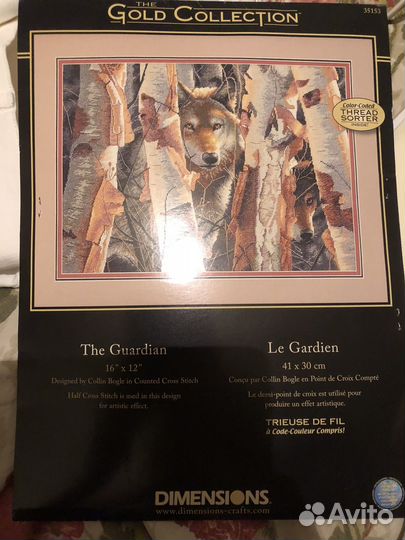 THE
GOLD COLLECTION™
35153
Color-Coded
THREAD
SORTER
INSIDE!
The Guardian
16" x 12"
Designed by Collin Bogle in Counted Cross Stitch
Half Cross Stitch is used in this design
for artistic effect.
Le Gardien
41 x 30 cm
Conçu par Collin Bogle en Point de Croix Compté
Le demi-point de croix est utilisé pour
produire un effet artistique.
TRIEUSE DE FIL
à Code-Couleur Compris!
DIMENSIONS®
www.dimensions-crafts.com
Avito